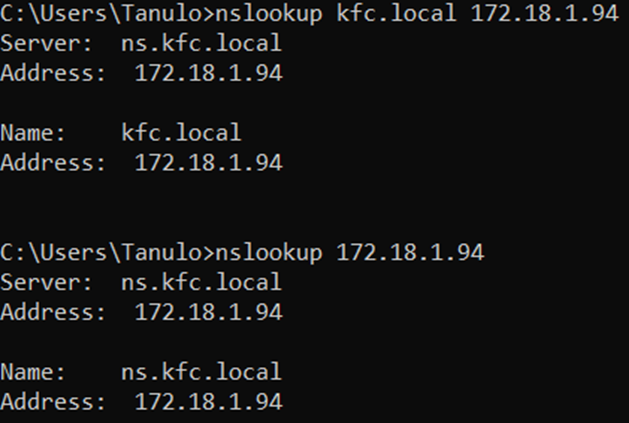 C:\Users\Tanulo>nslookup kfc.local 172.18.1.94
Server:  ns.kfc.local
Address:  172.18.1.94
Name:    kfc.local
Address:  172.18.1.94
C:\Users\Tanulo>nslookup 172.18.1.94
Server:  ns.kfc.local
Address:  172.18.1.94
Name:    ns.kfc.local
Address:  172.18.1.94